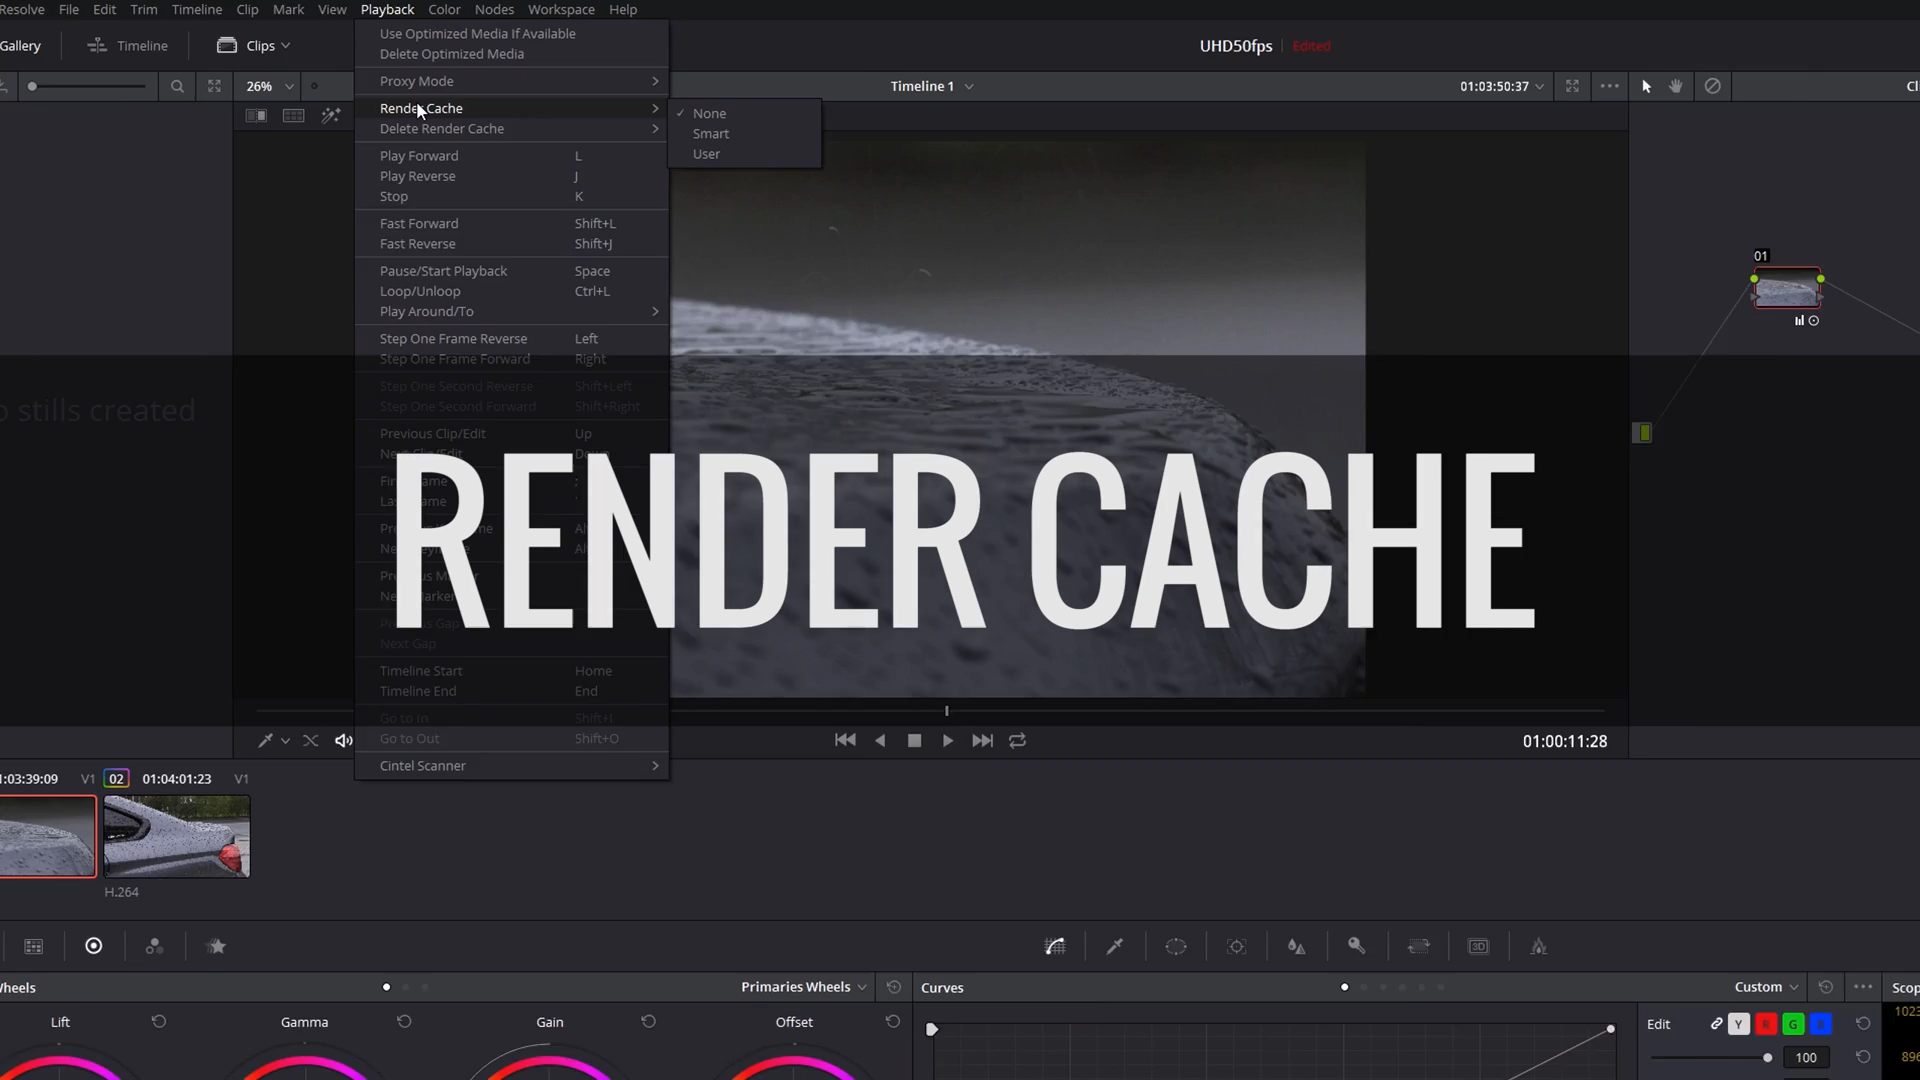 Resolve File Edit Trim Timeline Clip Mark View Playback Color Nodes Workspace Help
Gallery Timeline Clips UHD50fps Edited
26% Timeline 1 01:03:50:37
Use Optimized Media If Available
Delete Optimized Media
Proxy Mode
Render Cache
Delete Render Cache
None
Smart
User
Play Forward L
Play Reverse J
Stop K
Fast Forward Shift+L
Fast Reverse Shift+J
Pause/Start Playback Space
Loop/Unloop Ctrl+L
Play Around/To
Step One Frame Reverse Left
Step One Frame Forward Right
Step One Second Reverse Shift+Left
Step One Second Forward Shift+Right
Previous Clip/Edit Up
01
stills created
RENDER CACHE
Next Gap
Timeline Start Home
Timeline End End
Go to In Shift+I
Go to Out Shift+O
Cintel Scanner
01:00:11:28
:03:39:09 V1 02 01:04:01:23 V1
H.264
Wheels Primaries Wheels Curves Custom
Lift Gamma Gain Offset
Edit Y R G
100
1023
896